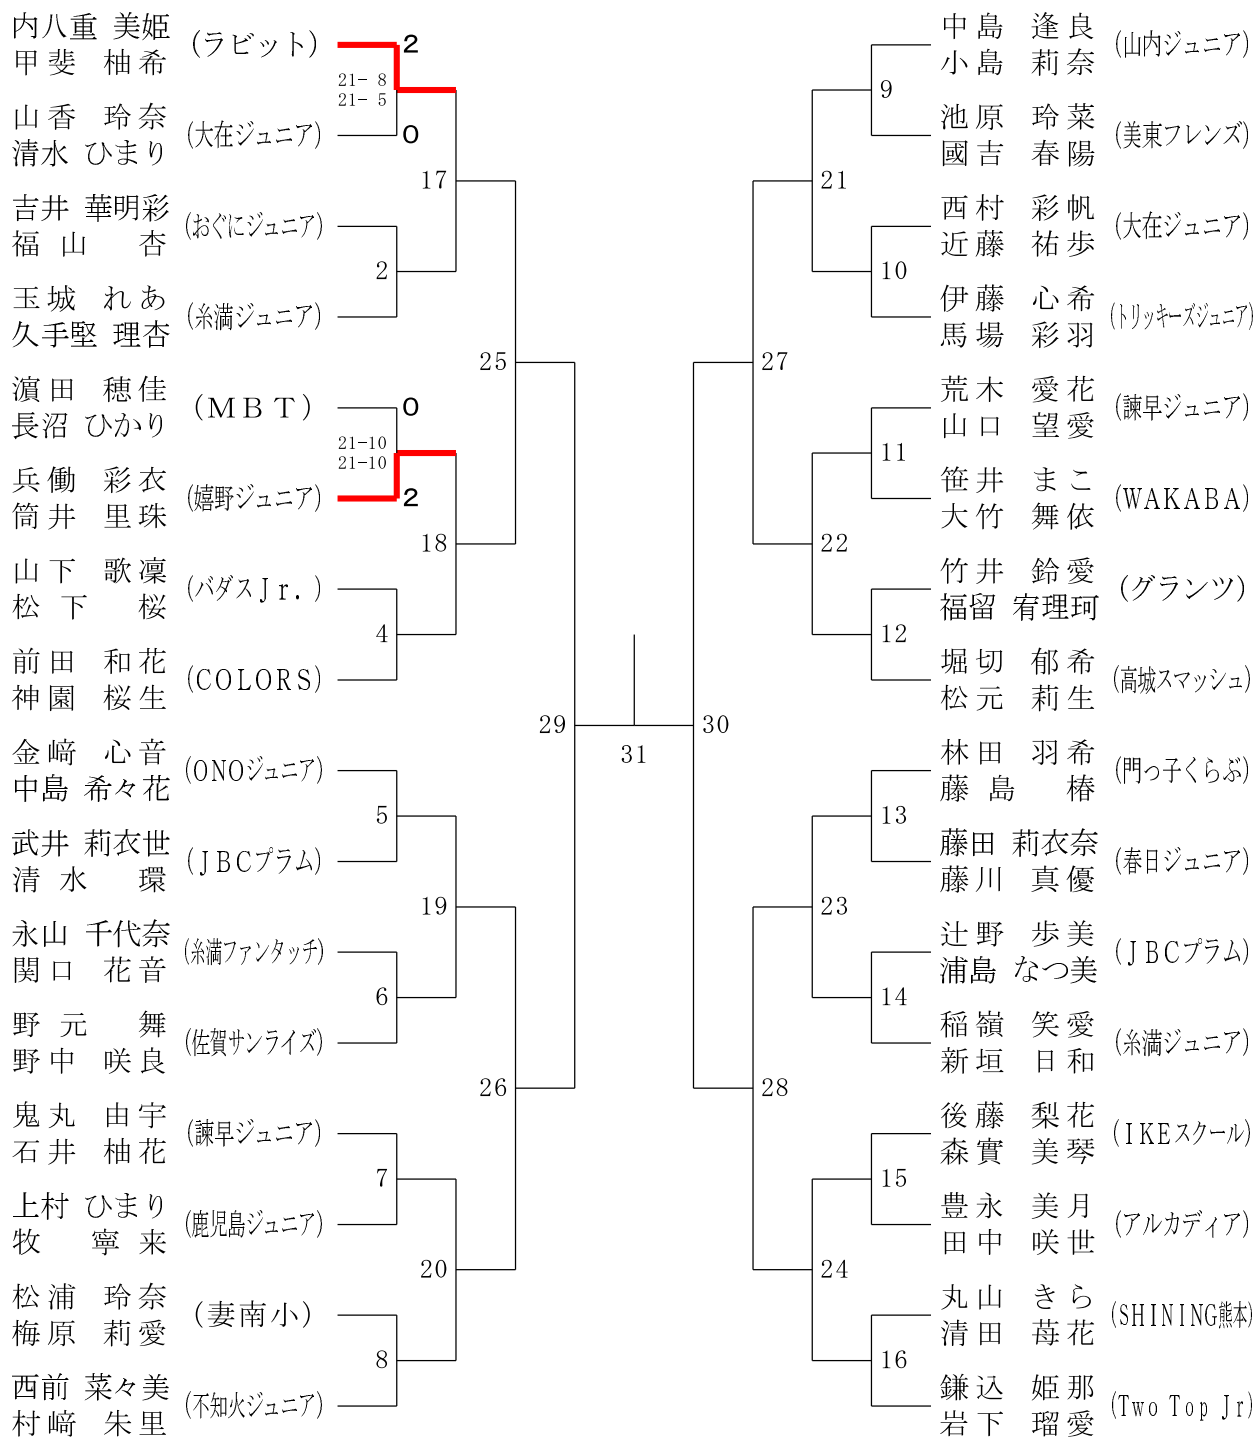 内八重 美姫
甲斐 柚希
(ラビット)
2
21- 8
21- 5
山香 玲奈
清水 ひまり
(大在ジュニア)
0
17
吉井 華明彩
福山 杏
(おぐにジュニア)
2
玉城 れあ
久手堅 理杏
(糸満ジュニア)
25
濵田 穂佳
長沼 ひかり
(MBT)
0
21-10
21-10
兵働 彩衣
筒井 里珠
(嬉野ジュニア)
2
18
山下 歌凜
松下 桜
(バダスJr.)
4
前田 和花
神園 桜生
(COLORS)
29
金﨑 心音
中島 希々花
(ONOジュニア)
5
武井 莉衣世
清水 環
(JBCプラム)
19
永山 千代奈
関口 花音
(糸満ファンタッチ)
6
野元 舞
野中 咲良
(佐賀サンライズ)
26
鬼丸 由宇
石井 柚花
(諫早ジュニア)
7
上村 ひまり
牧 寧来
(鹿児島ジュニア)
20
松浦 玲奈
梅原 莉愛
(妻南小)
8
西前 菜々美
村﨑 朱里
(不知火ジュニア)
31
中島 逢良
小島 莉奈
(山内ジュニア)
9
池原 玲菜
國吉 春陽
(美東フレンズ)
21
西村 彩帆
近藤 祐歩
(大在ジュニア)
10
伊藤 心希
馬場 彩羽
(トリッキーズジュニア)
27
荒木 愛花
山口 望愛
(諫早ジュニア)
11
笹井 まこ
大竹 舞依
(WAKABA)
22
竹井 鈴愛
福留 宥理珂
(グランツ)
12
堀切 郁希
松元 莉生
(高城スマッシュ)
30
林田 羽希
藤島 椿
(門っ子くらぶ)
13
藤田 莉衣奈
藤川 真優
(春日ジュニア)
23
辻野 歩美
浦島 なつ美
(JBCプラム)
14
稲嶺 笑愛
新垣 日和
(糸満ジュニア)
28
後藤 梨花
森實 美琴
(IKEスクール)
15
豊永 美月
田中 咲世
(アルカディア)
24
丸山 きら
清田 苺花
(SHINING熊本)
16
鎌込 姫那
岩下 瑠愛
(Two Top Jr)